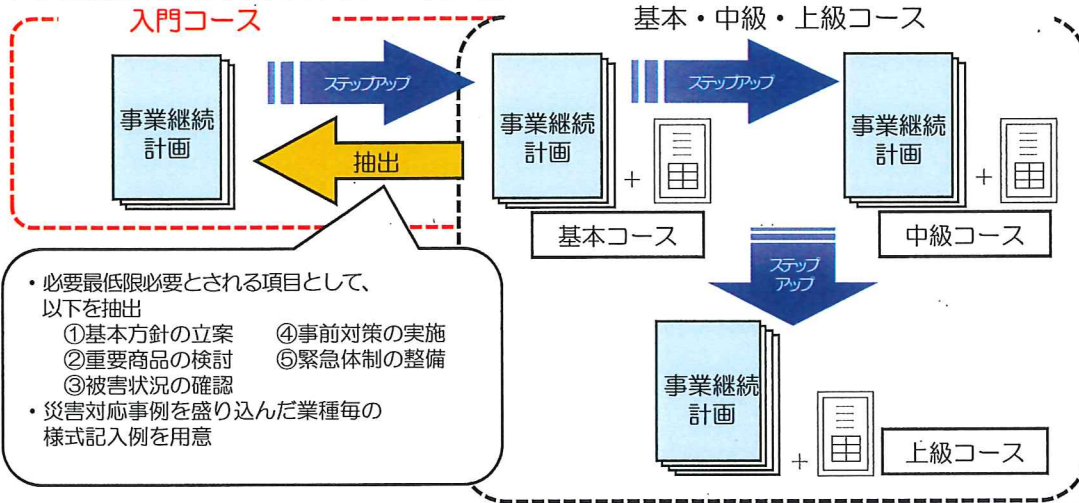 入門コース
基本・中級・上級コース
ステップアップ
ステップアップ
事業継続
計画
抽出
事業継続
計画
+
事業継続
計画
+
基本コース
中級コース
・必要最低限必要とされる項目として、
以下を抽出
①基本方針の立案 ④事前対策の実施
②重要商品の検討 ⑤緊急体制の整備
③被害状況の確認
・災害対応事例を盛り込んだ業種毎の
様式記入例を用意
ステップ
アップ
事業継続
計画
+
上級コース